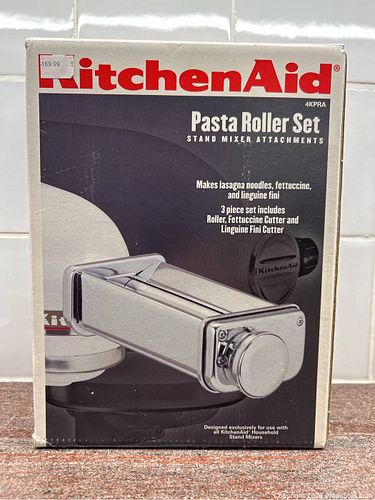 169.99
KitchenAid®
4KPRA
Pasta Roller Set
STAND MIXER ATTACHMENTS
Makes lasagna noodles, fettuccine,
and linguine fini
3 piece set includes
Roller, Fettuccine Cutter and
Linguine Fini Cutter
KitchenAid
Kit
Designed exclusively for use with
all KitchenAid® Household
Stand Mixers